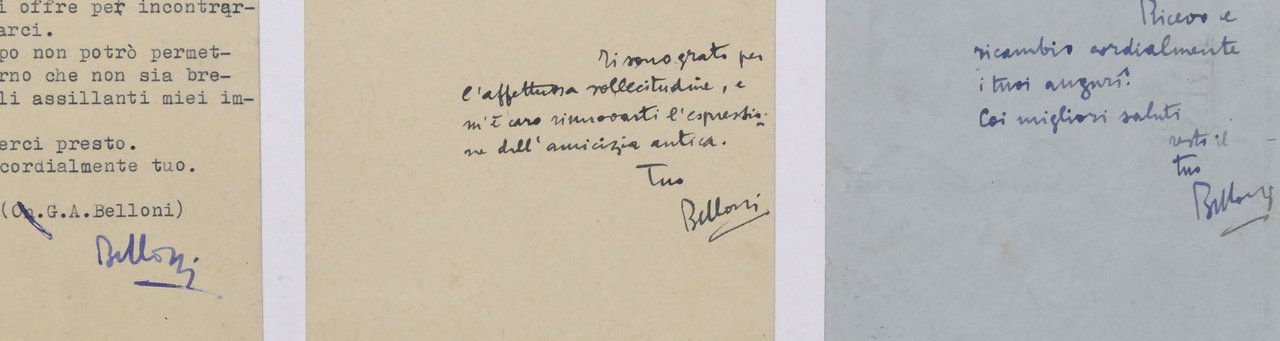 i offre per incontrar-
arci.
po non potrò permet-
rno che non sia bre-
li assillanti miei im-
erci presto.
cordialmente tuo.
(On.G.A.Belloni)
Belloni
Ti sono grato per
l'affettuosa sollecitudine, e
m'è caro rinnovarti l'espressio-
ne dell'amicizia antica.
Tuo
Belloni
Ricevo e
ricambio cordialmente
i tuoi augurî.
Coi migliori saluti
resto il
tuo
Belloni